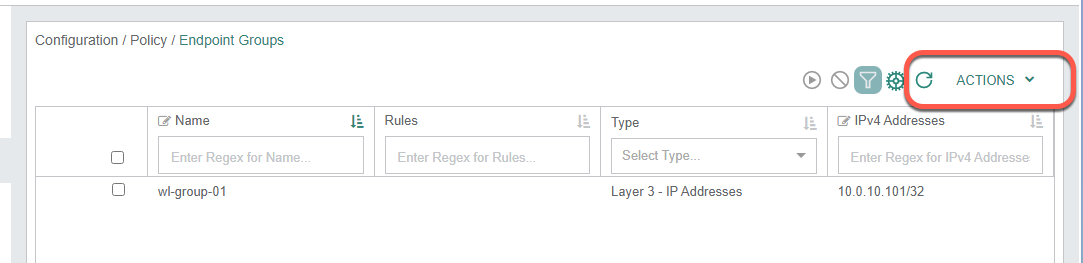 Configuration / Policy / Endpoint Groups
ACTIONS
Name
Rules
Type
IPv4 Addresses
Enter Regex for Name...
Enter Regex for Rules...
Select Type...
Enter Regex for IPv4 Addresse
wl-group-01
Layer 3 - IP Addresses
10.0.10.101/32